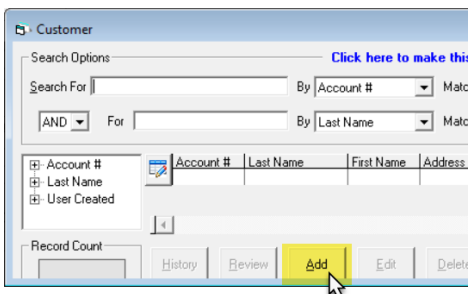 Customer
Search Options Click here to make this
Search For By Account # Matc
AND For By Last Name Matc
Account #
Last Name
User Created
Account # Last Name First Name Address
Record Count
History Review Add Edit Delete